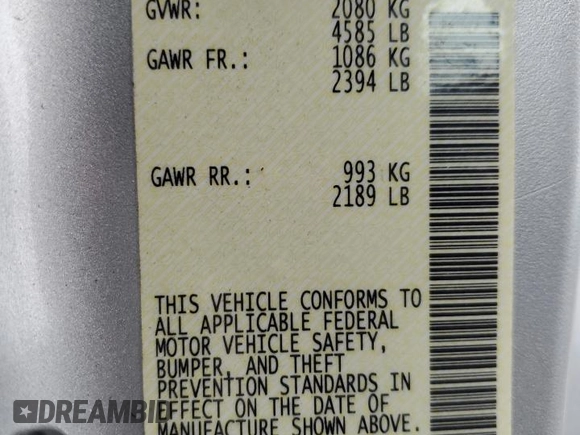 GVWR: 2080 KG
4585 LB
GAWR FR.: 1086 KG
2394 LB
GAWR RR.: 993 KG
2189 LB
THIS VEHICLE CONFORMS TO
ALL APPLICABLE FEDERAL
MOTOR VEHICLE SAFETY,
BUMPER, AND THEFT
PREVENTION STANDARDS IN
EFFECT ON THE DATE OF
MANUFACTURE SHOWN ABOVE.
DREAMBID